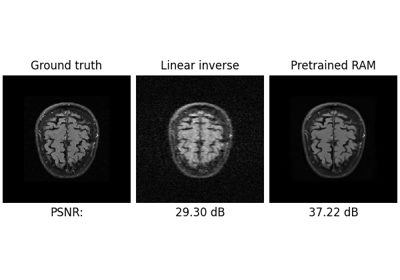 Ground truth Linear inverse Pretrained RAM
PSNR: 29.30 dB 37.22 dB